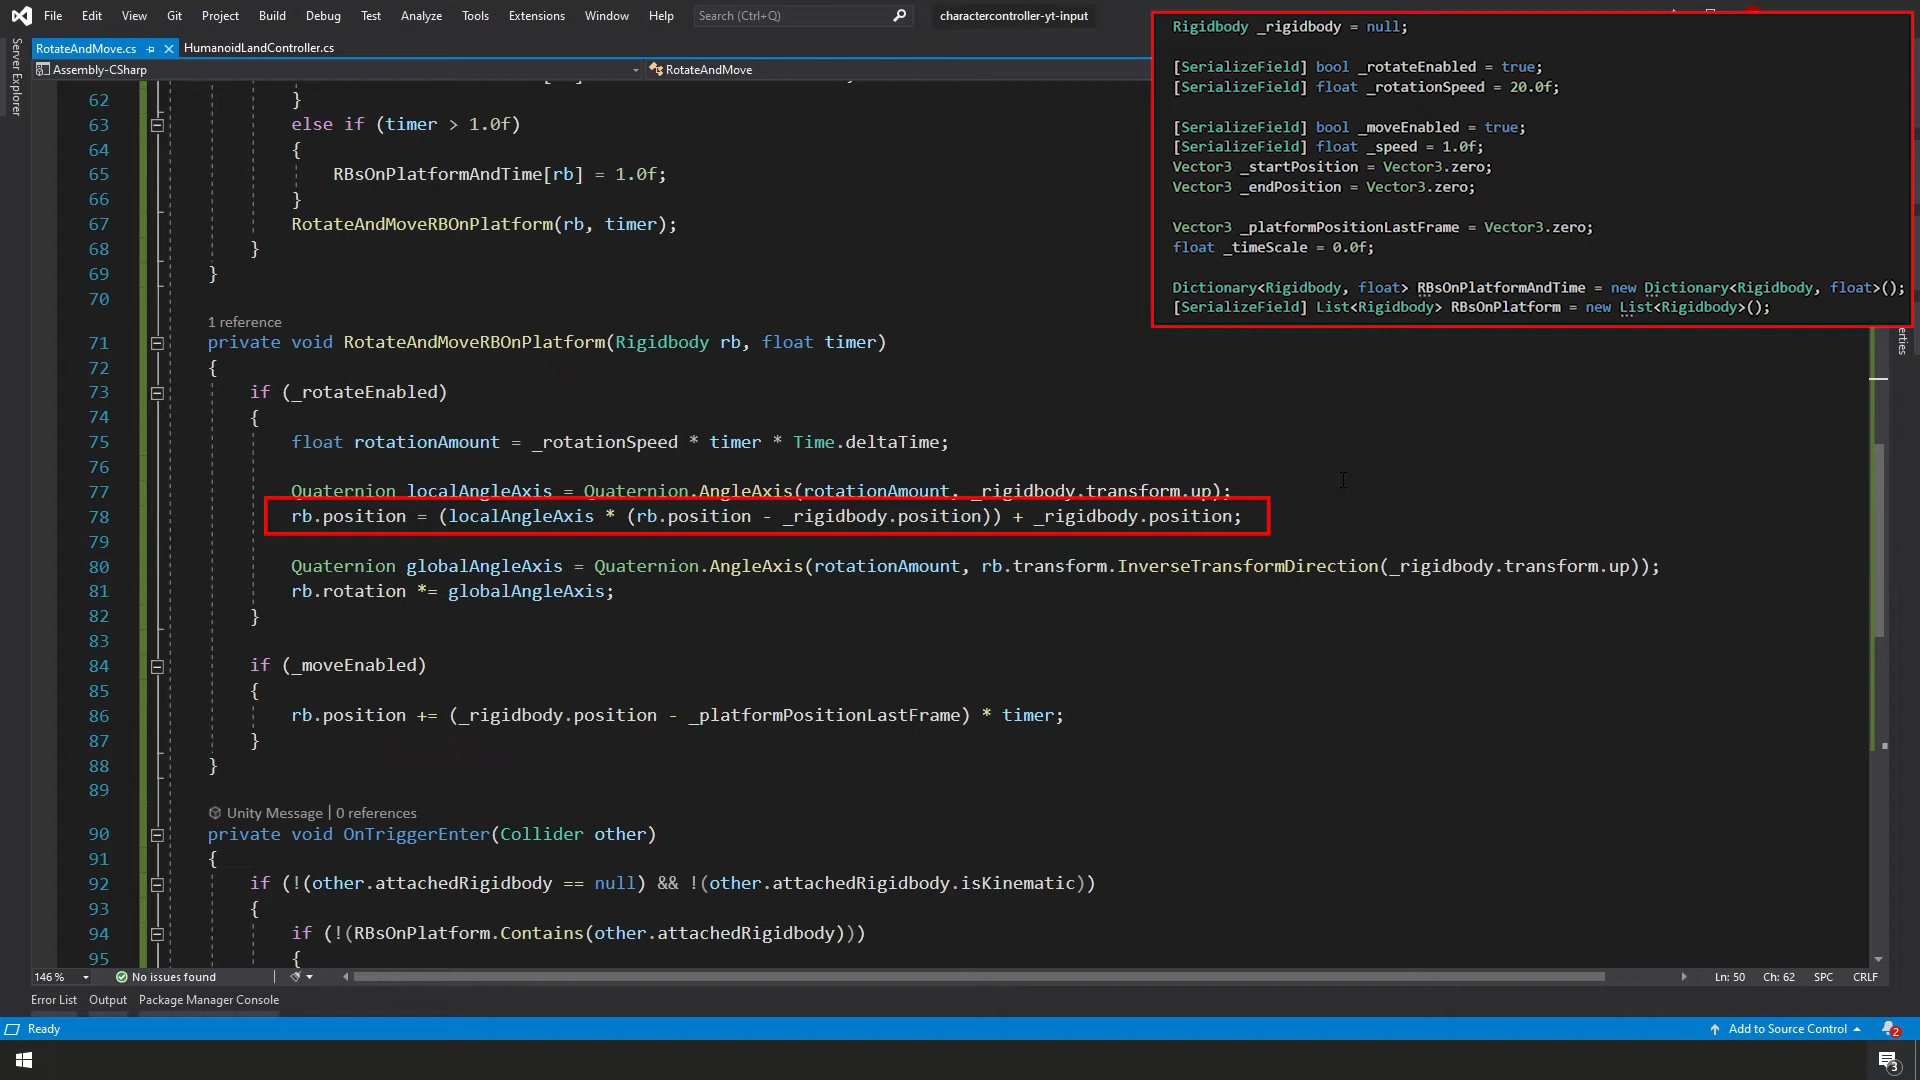 File Edit View Git Project Build Debug Test Analyze Tools Extensions Window Help Search (Ctrl+Q) charactercontroller-yt-input
RotateAndMove.cs HumanoidLandController.cs
Server Explorer
Assembly-CSharp RotateAndMove
Rigidbody _rigidbody = null;
[SerializeField] bool _rotateEnabled = true;
[SerializeField] float _rotationSpeed = 20.0f;
[SerializeField] bool _moveEnabled = true;
[SerializeField] float _speed = 1.0f;
Vector3 _startPosition = Vector3.zero;
Vector3 _endPosition = Vector3.zero;
Vector3 _platformPositionLastFrame = Vector3.zero;
float _timeScale = 0.0f;
Dictionary<Rigidbody, float> RBsOnPlatformAndTime = new Dictionary<Rigidbody, float>();
[SerializeField] List<Rigidbody> RBsOnPlatform = new List<Rigidbody>();
erties
62 }
63 else if (timer > 1.0f)
64 {
65 RBsOnPlatformAndTime[rb] = 1.0f;
66 }
67 RotateAndMoveRBOnPlatform(rb, timer);
68 }
69 }
70
1 reference
71 private void RotateAndMoveRBOnPlatform(Rigidbody rb, float timer)
72 {
73 if (_rotateEnabled)
74 {
75 float rotationAmount = _rotationSpeed * timer * Time.deltaTime;
76
77 Quaternion localAngleAxis = Quaternion.AngleAxis(rotationAmount, _rigidbody.transform.up);
78 rb.position = (localAngleAxis * (rb.position - _rigidbody.position)) + _rigidbody.position;
79
80 Quaternion globalAngleAxis = Quaternion.AngleAxis(rotationAmount, rb.transform.InverseTransformDirection(_rigidbody.transform.up));
81 rb.rotation *= globalAngleAxis;
82 }
83
84 if (_moveEnabled)
85 {
86 rb.position += (_rigidbody.position - _platformPositionLastFrame) * timer;
87 }
88 }
89
Unity Message | 0 references
90 private void OnTriggerEnter(Collider other)
91 {
92 if (!(other.attachedRigidbody == null) && !(other.attachedRigidbody.isKinematic))
93 {
94 if (!(RBsOnPlatform.Contains(other.attachedRigidbody)))
95 {
146 % No issues found Ln: 50 Ch: 62 SPC CRLF
Error List Output Package Manager Console
Ready Add to Source Control 2
3